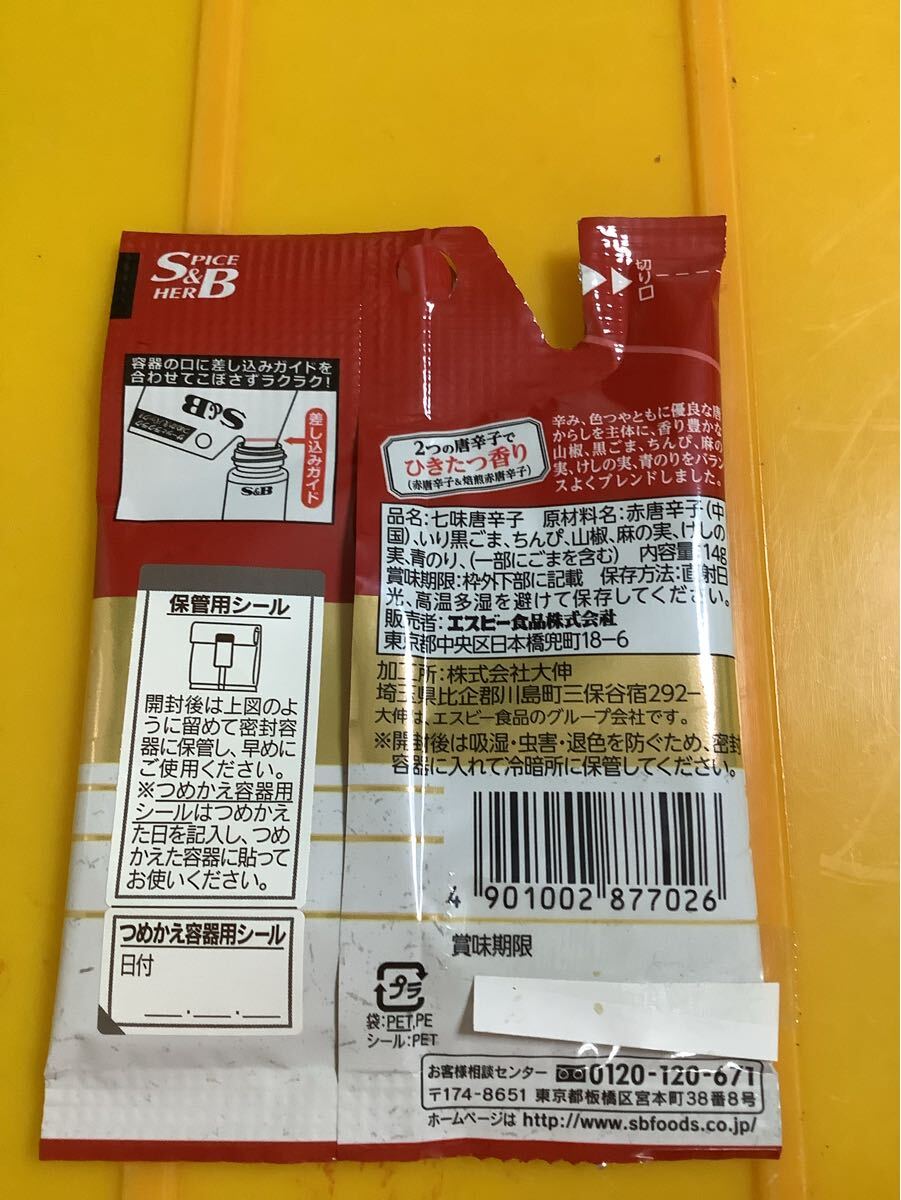 SPICE
&
HERB
切り口
容器の口に差し込みガイドを
合わせてこぼさずラクラク!
S&B
差し込みガイド
S&B
2つの唐辛子で
ひきたつ香り
(赤唐辛子&焙煎赤唐辛子)
辛み、色つやともに優良な唐
からしを主体に、香り豊かな
山椒、黒ごま、ちんぴ、麻の
実、けしの実、青のりをバラン
スよくブレンドしました。
品名:七味唐辛子 原材料名:赤唐辛子(中
国)、いり黒ごま、ちんぴ、山椒、麻の実、けしの
実、青のり、(一部にごまを含む) 内容量:14g
賞味期限:枠外下部に記載 保存方法:直射日
光、高温多湿を避けて保存してください。
販売者:エスビー食品株式会社
東京都中央区日本橋兜町18-6
加工所:株式会社大伸
埼玉県比企郡川島町三保谷宿292-
大伸は、エスビー食品のグループ会社です。
※開封後は吸湿・虫害・退色を防ぐため、密封
容器に入れて冷暗所に保管してください。
保管用シール
開封後は上図のよ
うに留めて密封容
器に保管し、早めに
ご使用ください。
※つめかえ容器用
シールはつめかえ
た日を記入し、つめ
かえた容器に貼って
お使いください。
つめかえ容器用シール
日付
4 901002 877026
賞味期限
プラ
袋:PET,PE
シール:PET
お客様相談センター 0120-120-671
〒174-8651 東京都板橋区宮本町38番8号
ホームページは http://www.sbfoods.co.jp/